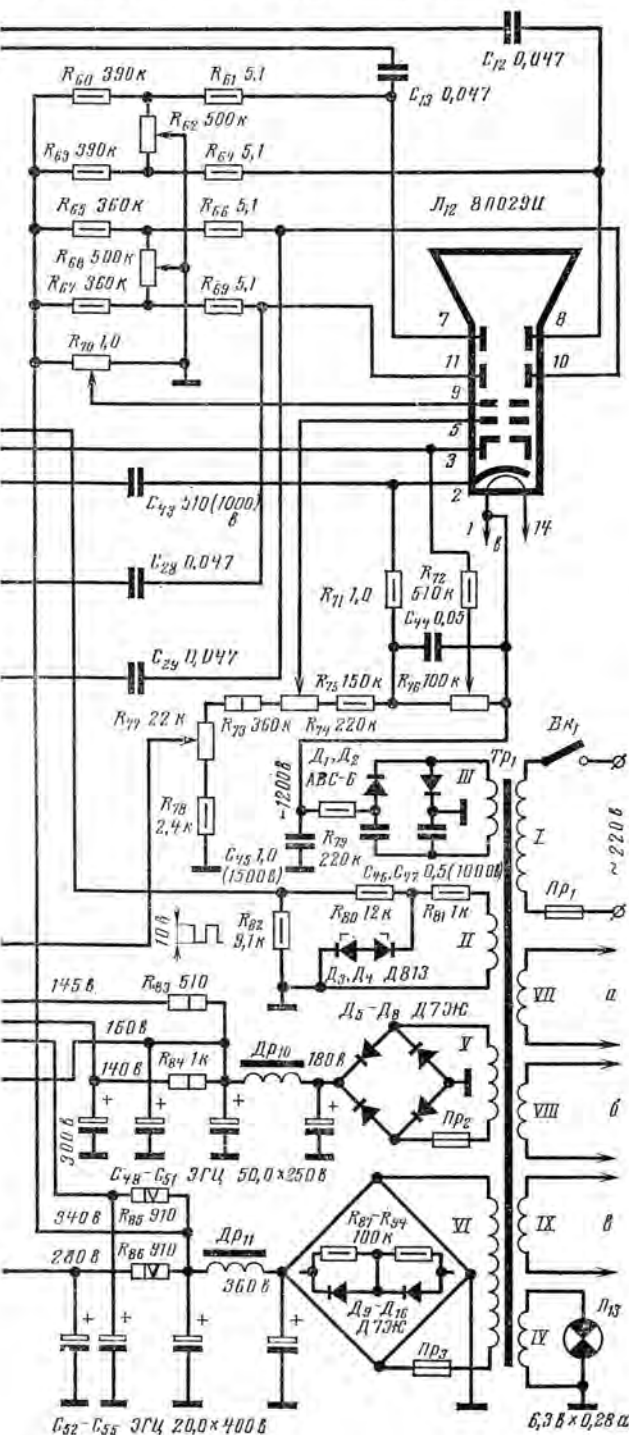 C12 0,047
C13 0,047
R60 390к
R61 5,1
R62 500к
R63 390к
R64 5,1
R65 360к
R66 5,1
Л12 8Л029И
R68 500к
R67 360к
R69 5,1
R70 1,0
7
8
11
10
9
5
3
2
1
в
14
C43 510 (1000)
в
C28 0,047
R71 1,0
R72
510к
C44 0,05
C29 0,047
R75 150к
R76 100к
R77 22к
R73 360к
R74 220к
Д1, Д2
АВС-6
III
Тр1
Вк1
−1200в
R78
2,4к
R79
220к
I
~220в
C45 1,0
(1500в)
C46, C47 0,5 (1000в)
Пр1
10в
R82
9,1к
R80 12к
R81 1к
II
Д3, Д4 Д813
145в
R83 510
Д5–Д8 Д7Ж
VII
а
160в
140в
R84 1к
Др10
180в
V
+
+
+
+
300в
Пр2
VIII
б
C48–C51 ЭГЦ 50,0×250в
340в
R85 910
R87–R94
100к
VI
IX
в
280в
R86 910
Др11
360в
Д9–Д16
Д7Ж
+
+
+
+
Пр3
IV
Л13
C52–C55 ЭГЦ 20,0×400в
6,3в×0,28а